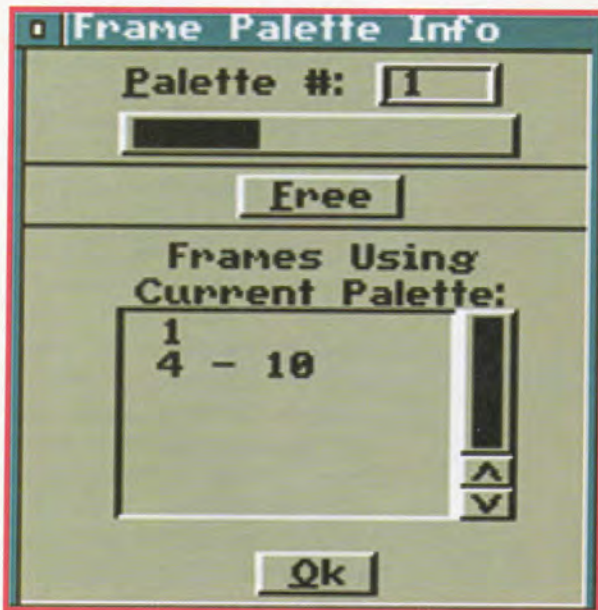 Frame Palette Info
Palette #: 1
Free
Frames Using
Current Palette:
1
4 - 10
Ok